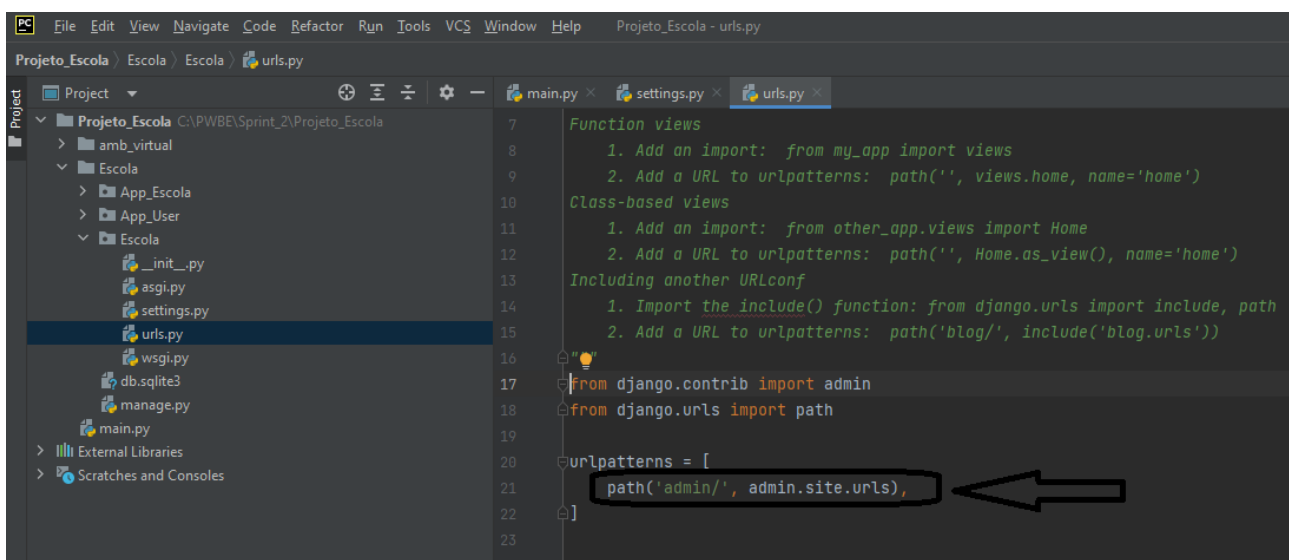 PC File Edit View Navigate Code Refactor Run Tools VCS Window Help Projeto_Escola - urls.py
Projeto_Escola Escola Escola urls.py
Project
Project
main.py settings.py urls.py
Projeto_Escola C:\PWBE\Sprint_2\Projeto_Escola
amb_virtual
Escola
App_Escola
App_User
Escola
__init__.py
asgi.py
settings.py
urls.py
wsgi.py
db.sqlite3
manage.py
main.py
External Libraries
Scratches and Consoles
7 Function views
8 1. Add an import: from my_app import views
9 2. Add a URL to urlpatterns: path('', views.home, name='home')
10 Class-based views
11 1. Add an import: from other_app.views import Home
12 2. Add a URL to urlpatterns: path('', Home.as_view(), name='home')
13 Including another URLconf
14 1. Import the include() function: from django.urls import include, path
15 2. Add a URL to urlpatterns: path('blog/', include('blog.urls'))
16 """
17 from django.contrib import admin
18 from django.urls import path
19
20 urlpatterns = [
21 path('admin/', admin.site.urls),
22 ]
23